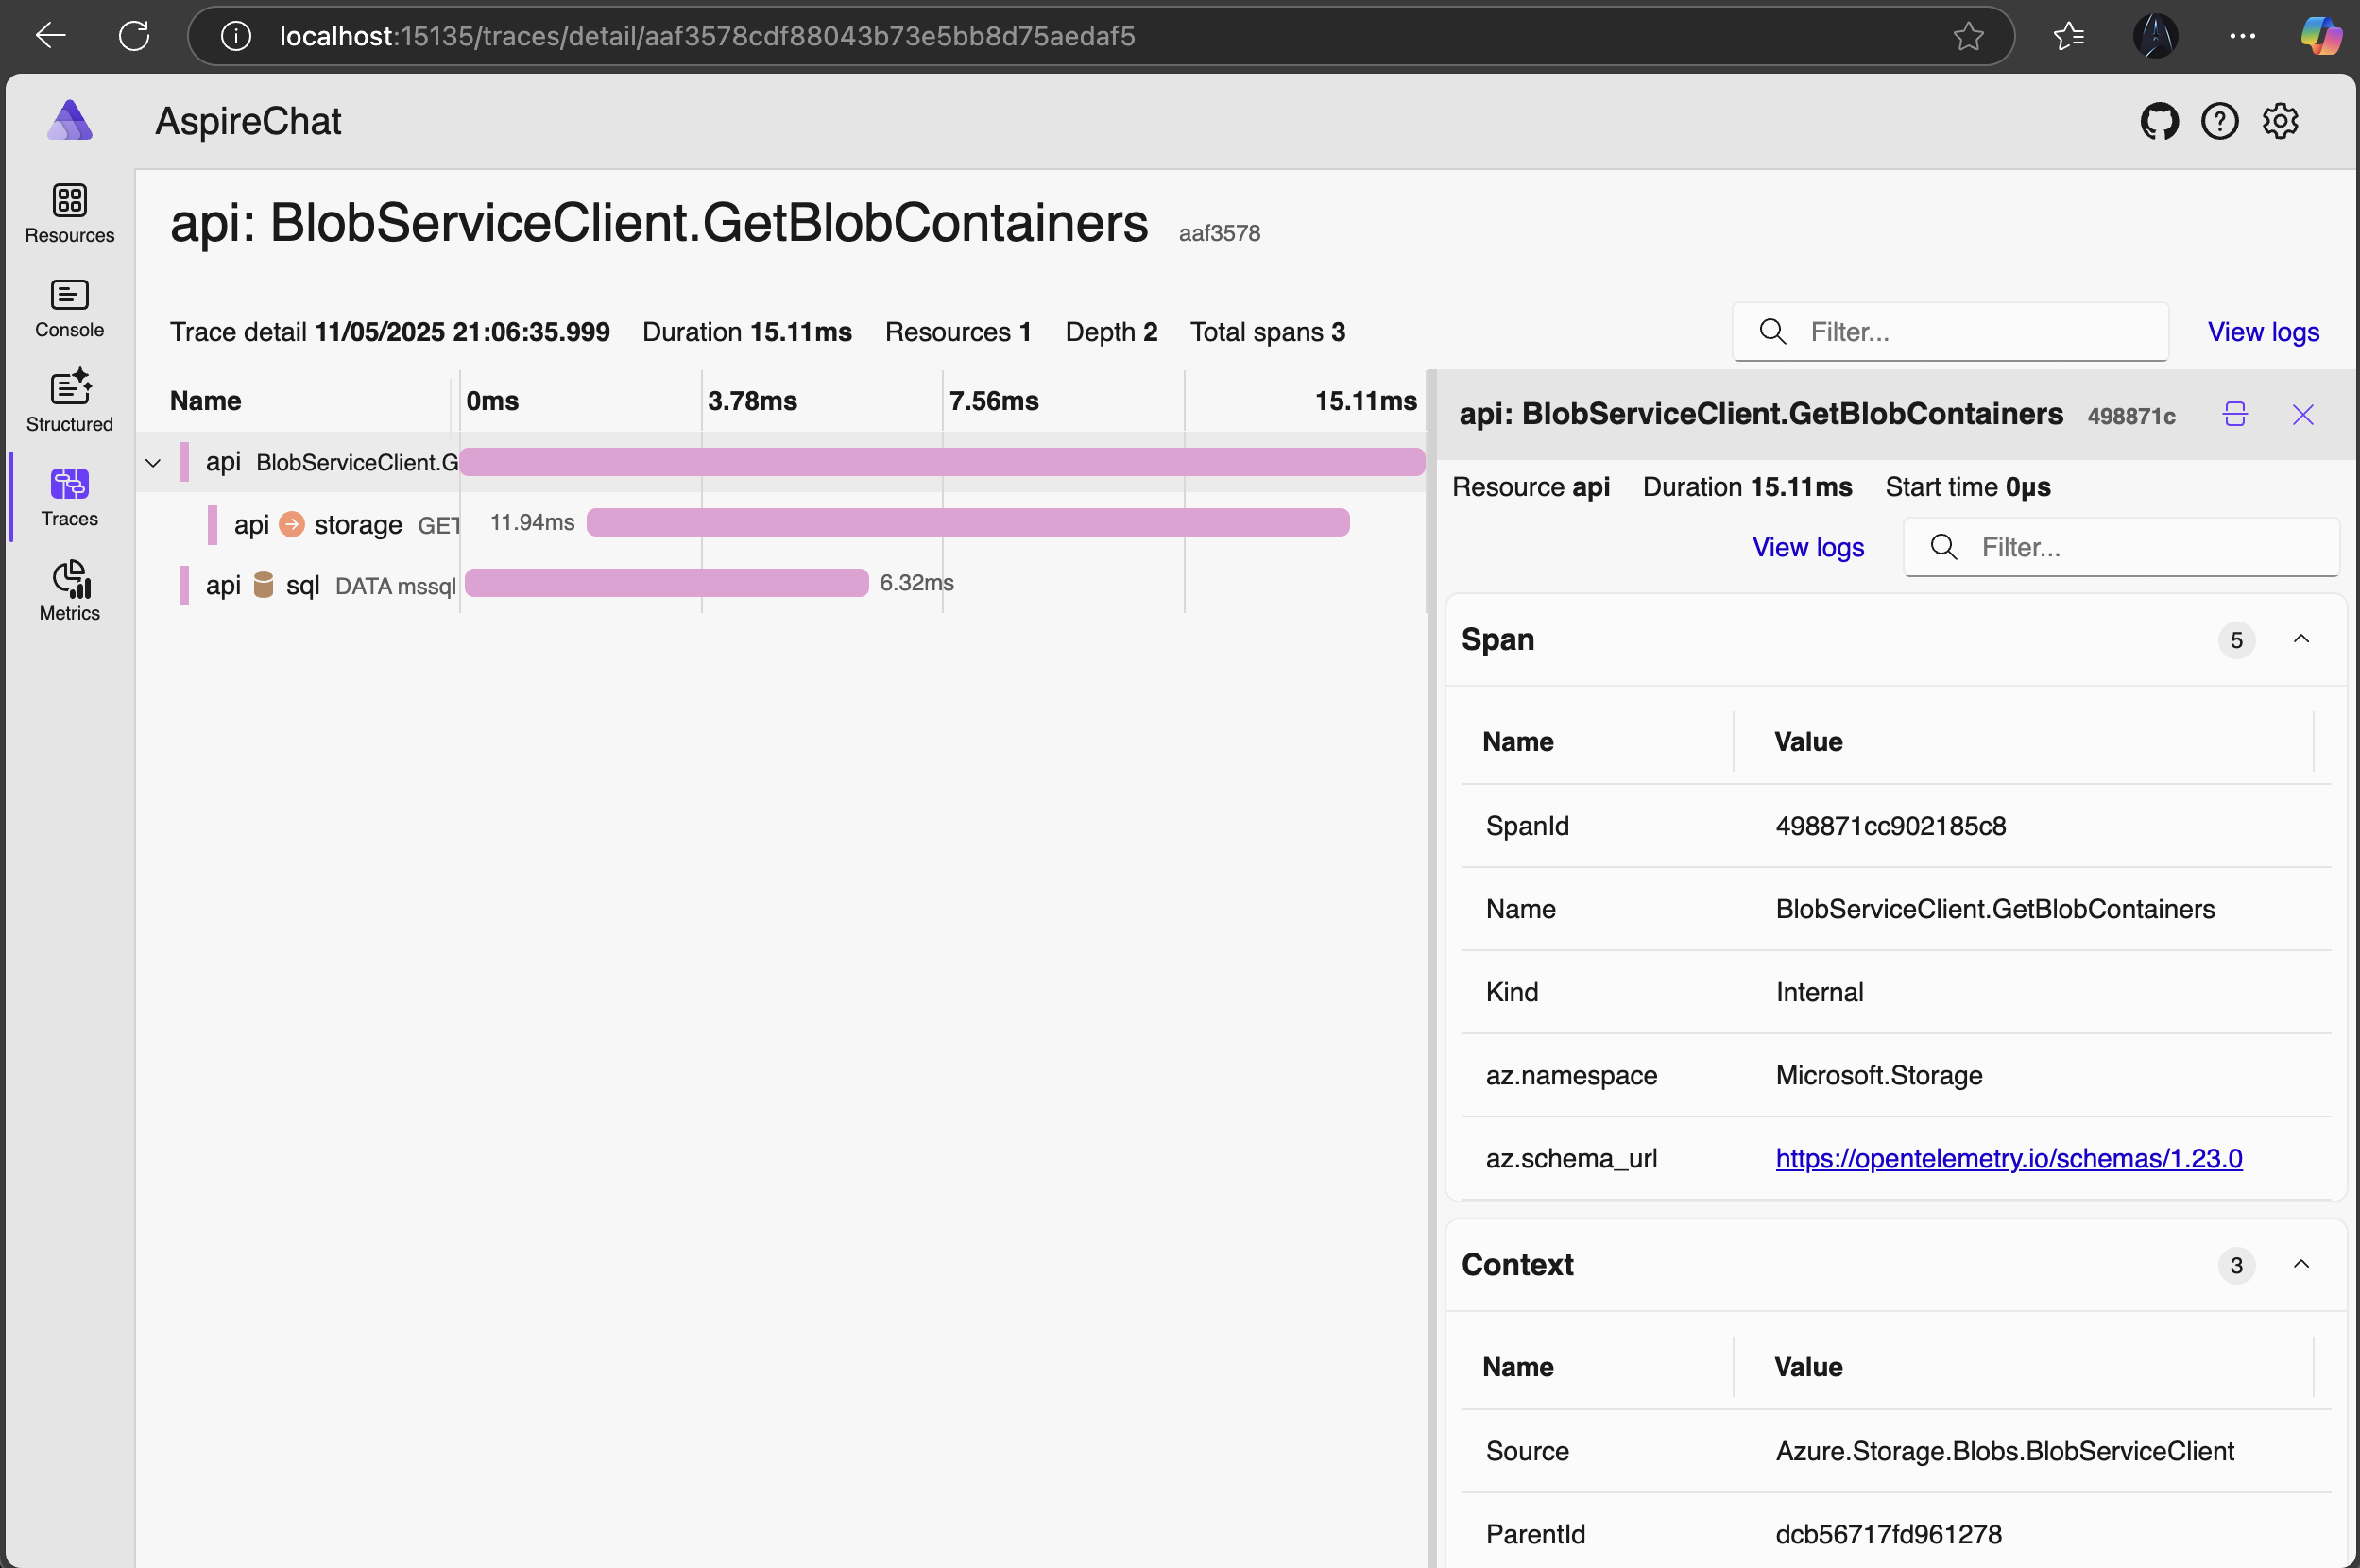 localhost:15135/traces/detail/aaf3578cdf88043b73e5bb8d75aedaf5
AspireChat
Resources
Console
Structured
Traces
Metrics
api: BlobServiceClient.GetBlobContainers aaf3578
Trace detail 11/05/2025 21:06:35.999 Duration 15.11ms Resources 1 Depth 2 Total spans 3
Filter...
View logs
Name 0ms 3.78ms 7.56ms 15.11ms
api BlobServiceClient.G
api storage GET 11.94ms
api sql DATA mssql 6.32ms
api: BlobServiceClient.GetBlobContainers 498871c
Resource api Duration 15.11ms Start time 0μs
View logs Filter...
Span 5
Name Value
SpanId 498871cc902185c8
Name BlobServiceClient.GetBlobContainers
Kind Internal
az.namespace Microsoft.Storage
az.schema_url https://opentelemetry.io/schemas/1.23.0
Context 3
Name Value
Source Azure.Storage.Blobs.BlobServiceClient
ParentId dcb56717fd961278